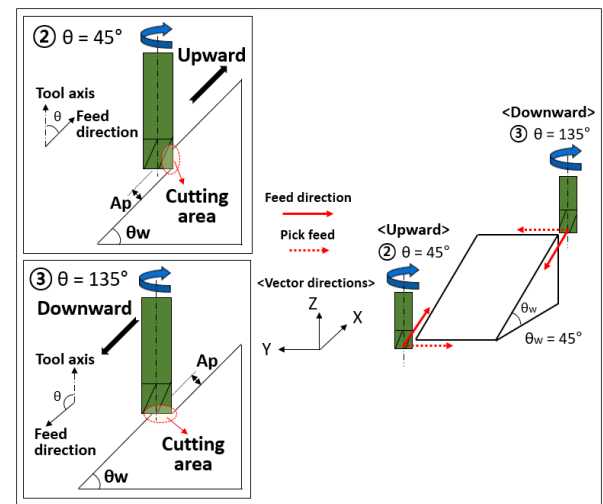 ② θ = 45°
Upward
Tool axis
θ
Feed
direction
Ap
Cutting
area
θw
③ θ = 135°
Downward
Tool axis
θ
Feed
direction
Ap
Cutting
area
θw
Feed direction
Pick feed
<Vector directions>
Z
X
Y
<Upward>
② θ = 45°
<Downward>
③ θ = 135°
θw
θw = 45°